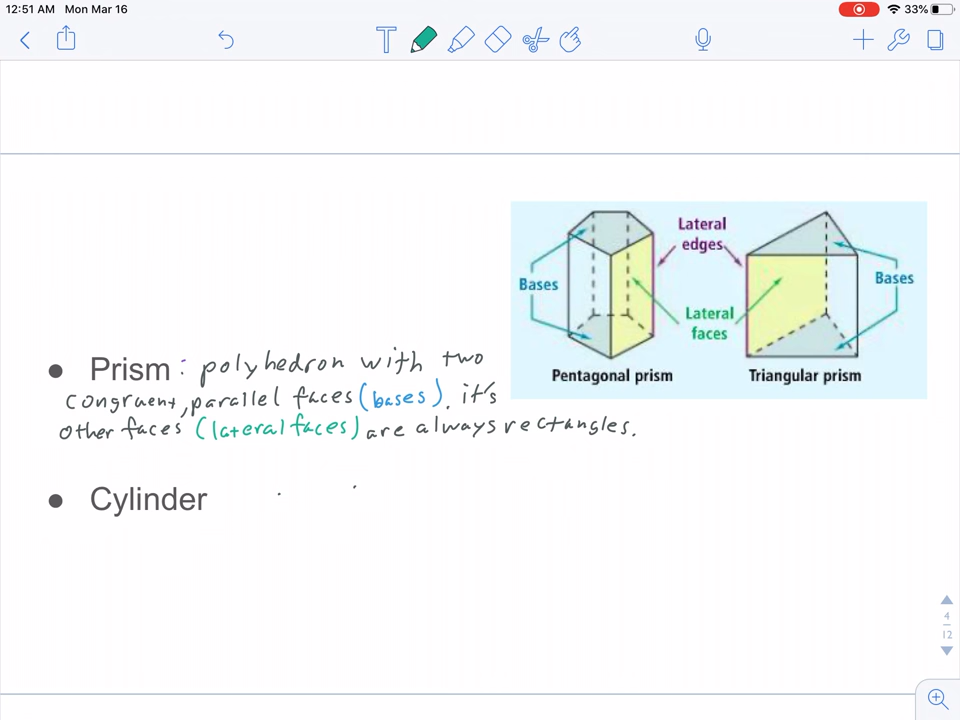 12:51 AM Mon Mar 16
33%
T
Lateral
edges
Bases
Bases
Lateral
faces
Pentagonal prism
Triangular prism
● Prism : polyhedron with two
congruent, parallel faces (bases). it's
other faces (lateral faces) are always rectangles.
● Cylinder
4
12